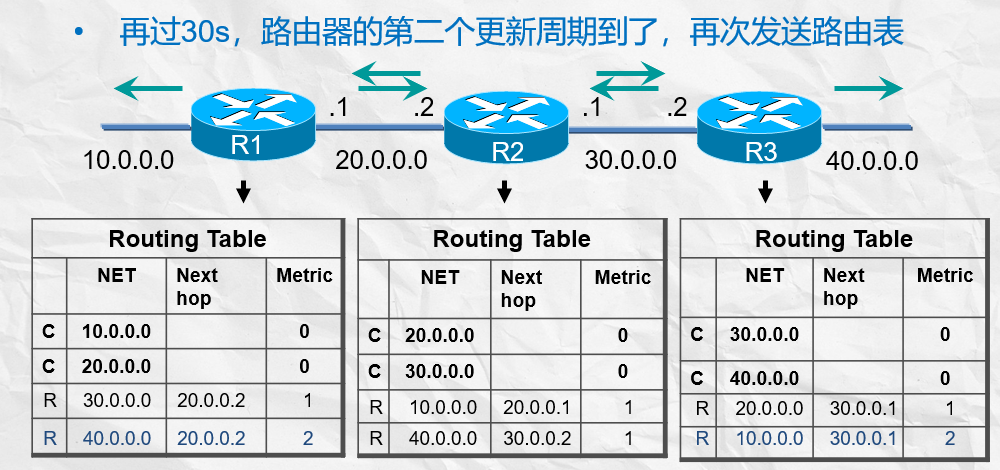 • 再过30s，路由器的第二个更新周期到了，再次发送路由表
.1 .2 .1 .2
R1 R2 R3
10.0.0.0 20.0.0.0 30.0.0.0 40.0.0.0
Routing Table
NET Next hop Metric
C 10.0.0.0 0
C 20.0.0.0 0
R 30.0.0.0 20.0.0.2 1
R 40.0.0.0 20.0.0.2 2
Routing Table
NET Next hop Metric
C 20.0.0.0 0
C 30.0.0.0 0
R 10.0.0.0 20.0.0.1 1
R 40.0.0.0 30.0.0.2 1
Routing Table
NET Next hop Metric
C 30.0.0.0 0
C 40.0.0.0 0
R 20.0.0.0 30.0.0.1 1
R 10.0.0.0 30.0.0.1 2